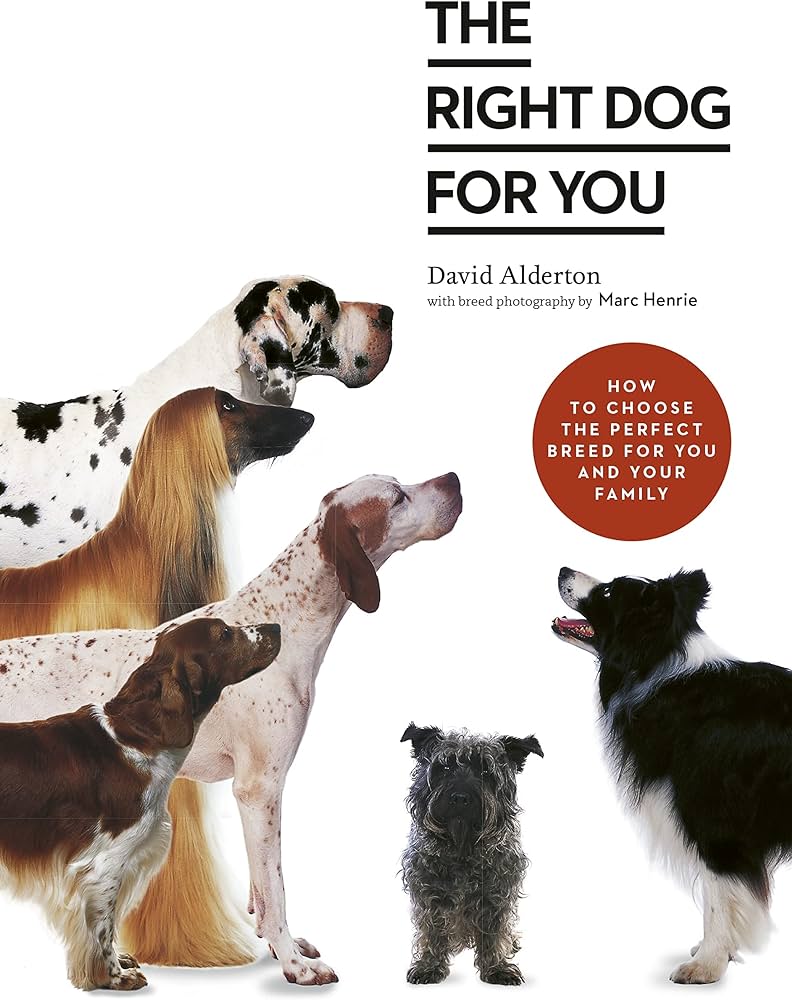 THE
RIGHT DOG
FOR YOU
David Alderton
with breed photography by Marc Henrie
HOW
TO CHOOSE
THE PERFECT
BREED FOR YOU
AND YOUR
FAMILY